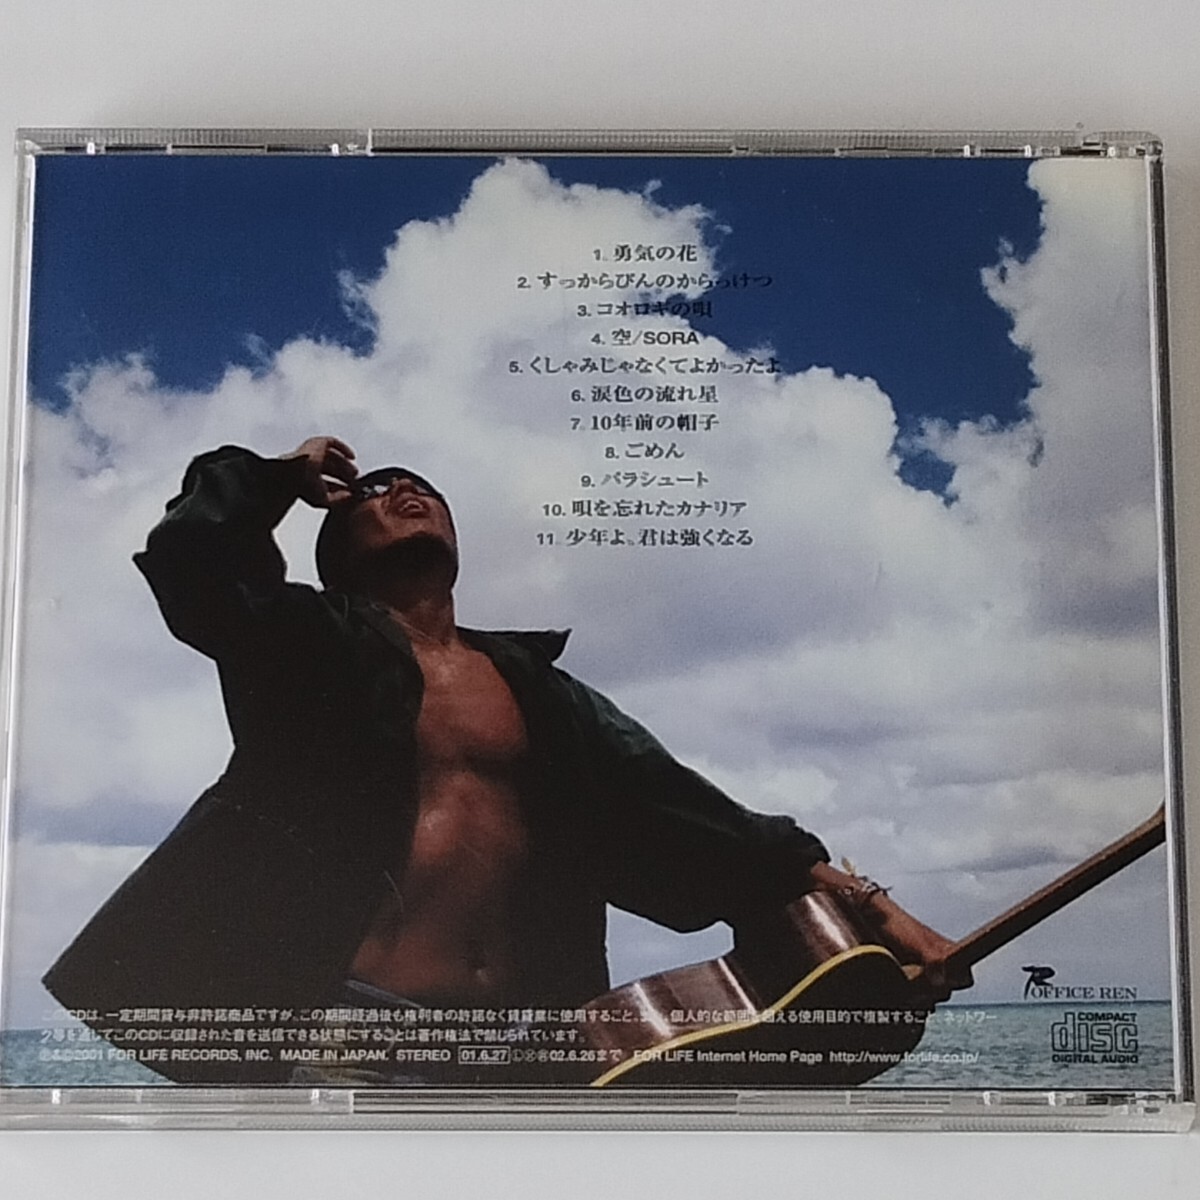 1. 勇気の花
2. すっからぴんのからっけつ
3. コオロギの唄
4. 空/SORA
5. くしゃみじゃなくてよかったよ
6. 涙色の流れ星
7. 10年前の帽子
8. ごめん
9. パラシュート
10. 唄を忘れたカナリア
11. 少年よ。君は強くなる
OFFICE REN
このCDは、一定期間貸与非許諾商品ですが、この期間経過後も権利者の許諾なく賃貸業に使用すること、個人的な範囲を超える使用目的で複製すること、ネットワー
ク等を通してこのCDに収録された音を送信できる状態にすることは著作権法で禁じられています。
Ⓟ&©2001 FOR LIFE RECORDS, INC. MADE IN JAPAN. STEREO 01.6.27 02.6.26まで FOR LIFE Internet Home Page http://www.forlife.co.jp/
COMPACT
disc
DIGITAL AUDIO